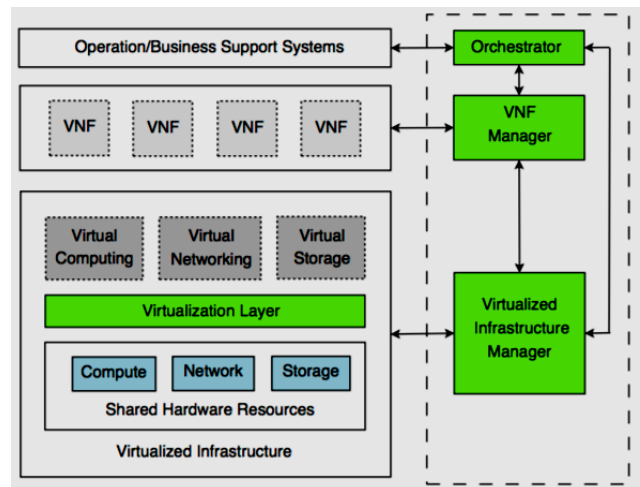 Operation/Business Support Systems
Orchestrator
VNF
VNF
VNF
VNF
VNF
Manager
Virtual
Computing
Virtual
Networking
Virtual
Storage
Virtualization Layer
Virtualized
Infrastructure
Manager
Compute
Network
Storage
Shared Hardware Resources
Virtualized Infrastructure